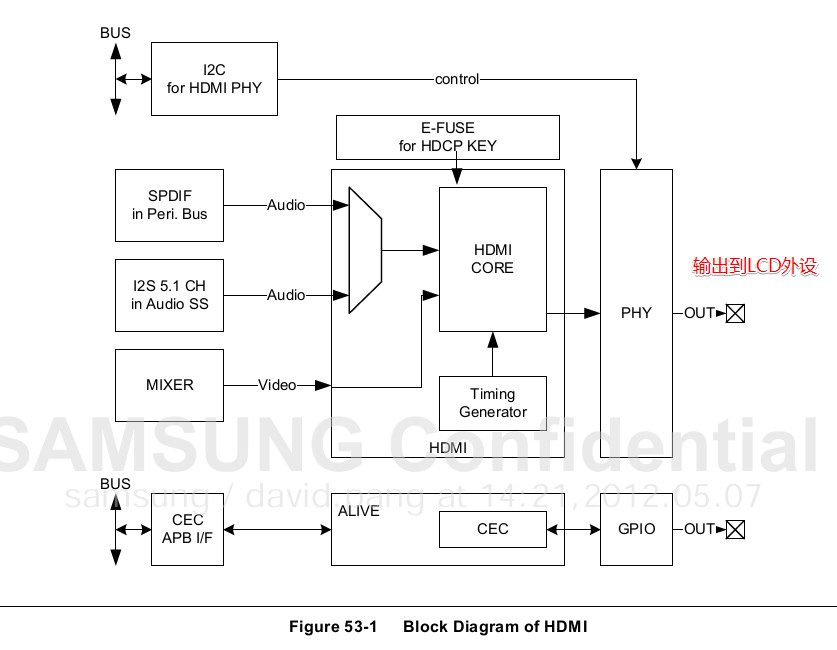 BUS
I2C
for HDMI PHY
control
E-FUSE
for HDCP KEY
SPDIF
in Peri. Bus
Audio
HDMI
CORE
输出到LCD外设
I2S 5.1 CH
in Audio SS
Audio
PHY
OUT
MIXER
Video
Timing
Generator
HDMI
SAMSUNG Confidential
samsung / david.pang at 14:21,2012.05.07
BUS
CEC
APB I/F
ALIVE
CEC
GPIO
OUT
Figure 53-1 Block Diagram of HDMI